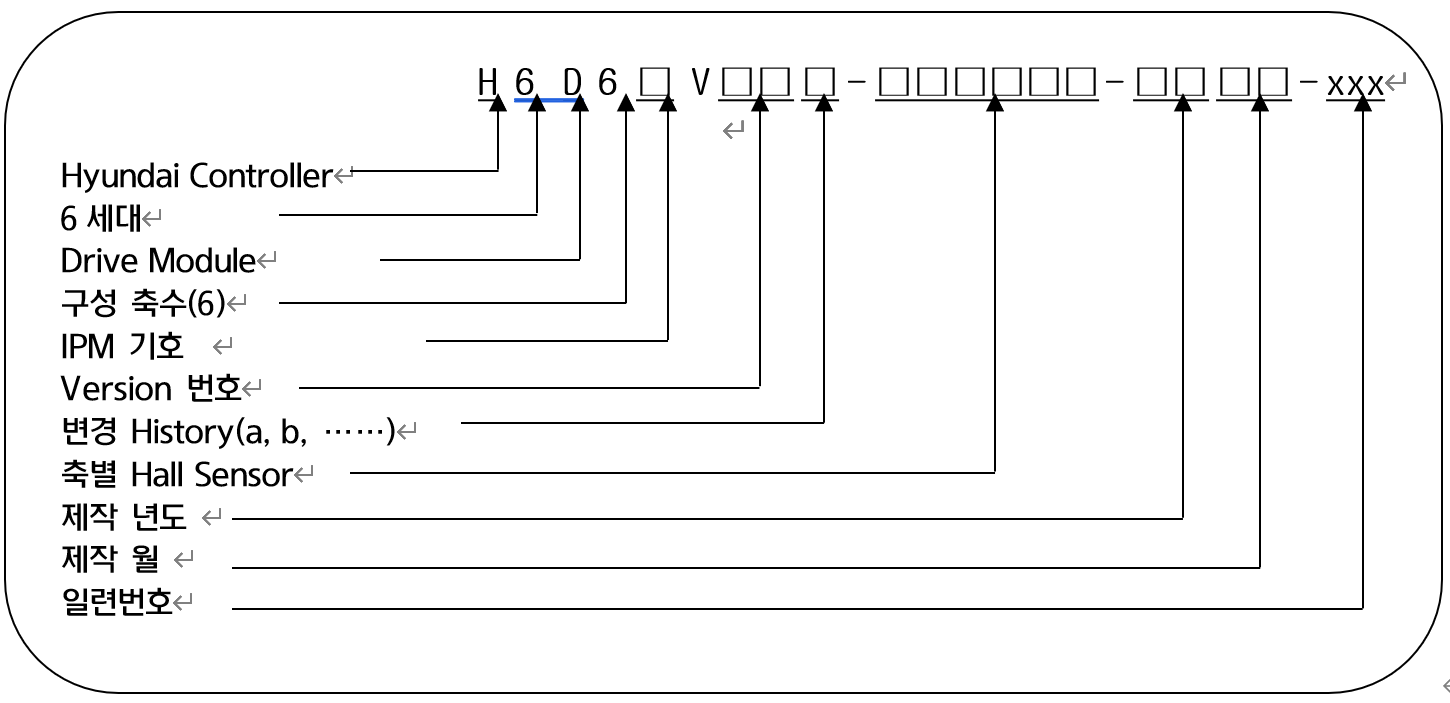 H 6 D 6 □ V □□ □ - □□□□□□ - □□ □□ - xxx↵
↵
Hyundai Controller↵
6 세대↵
Drive Module↵
구성 축수(6)↵
IPM 기호 ↵
Version 번호↵
변경 History(a, b, ……)↵
축별 Hall Sensor↵
제작 년도 ↵
제작 월 ↵
일련번호↵
↵